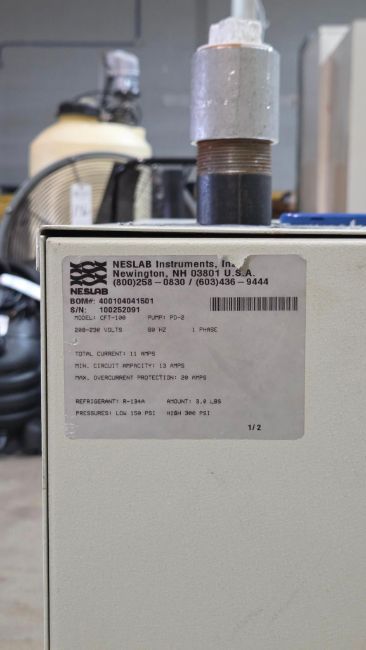 NESLAB Instruments, In
Newington, NH 03801 U.S.A.
(800)258-0830 / (603)436-9444
NESLAB
BOM#: 400104041501
S/N: 100252091
MODEL: CFT-100 PUMP: PD-2
208-230 VOLTS 60 HZ 1 PHASE
TOTAL CURRENT: 11 AMPS
MIN. CIRCUIT AMPACITY: 13 AMPS
MAX. OVERCURRENT PROTECTION: 20 AMPS
REFRIGERANT: R-134A AMOUNT: 3.0 LBS
PRESSURES: LOW 150 PSI HIGH 300 PSI
1/2